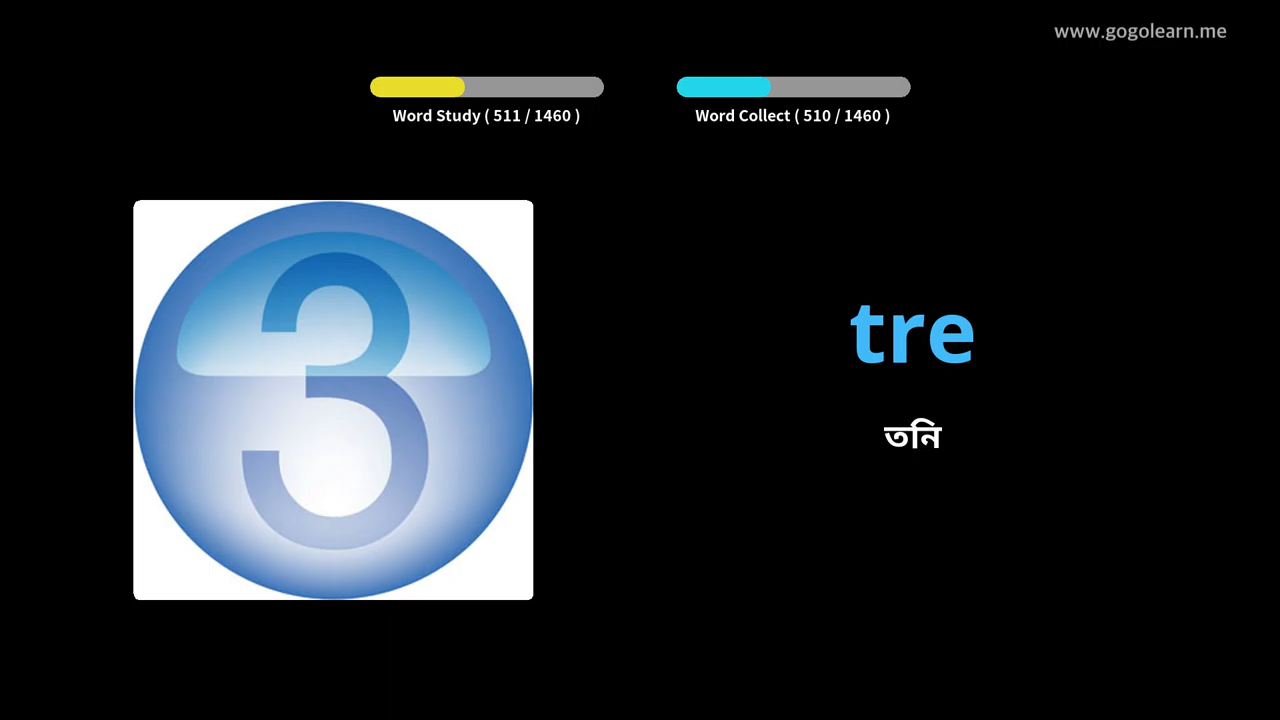 www.gogolearn.me
Word Study ( 511 / 1460 )
Word Collect ( 510 / 1460 )
3
tre
তনি